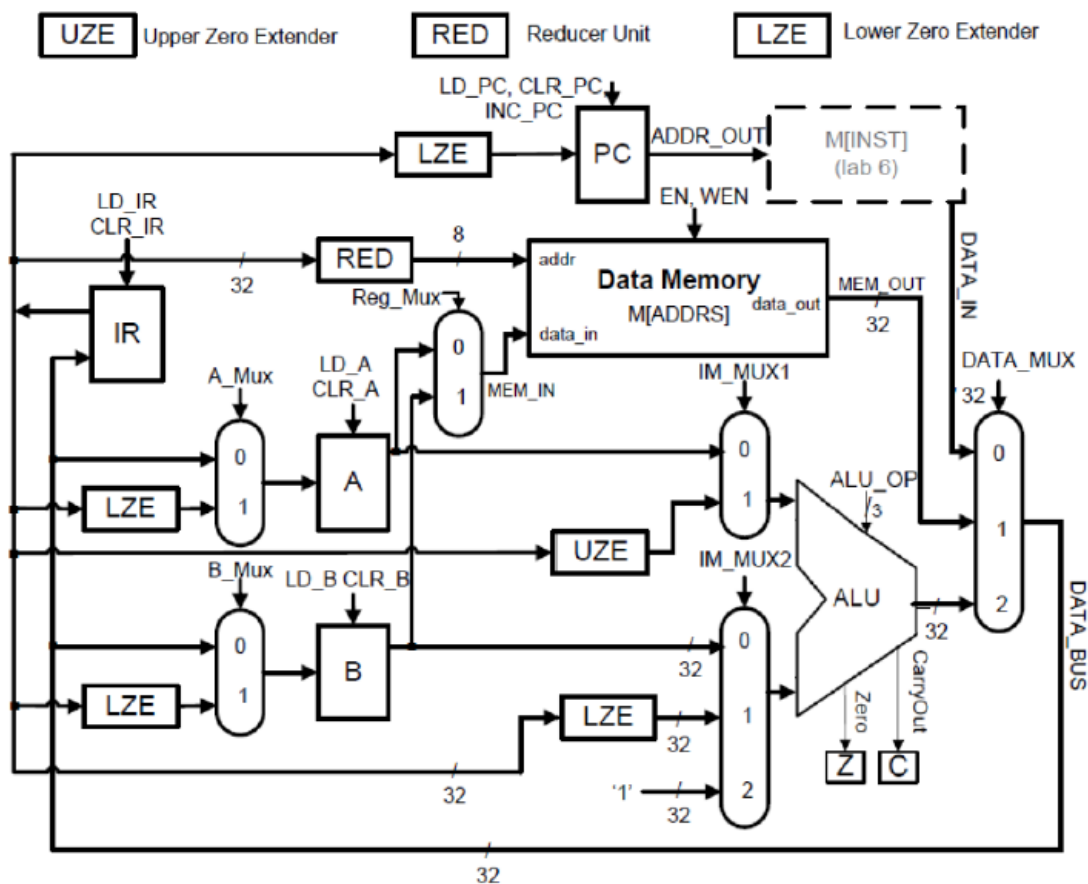 UZE Upper Zero Extender RED Reducer Unit LZE Lower Zero Extender
LD_PC, CLR_PC
INC_PC
LZE
PC
ADDR_OUT
M[INST]
(lab 6)
LD_IR
CLR_IR
IR
EN, WEN
32
RED
8
addr
Data Memory
M[ADDRS]
data_out
data_in
MEM_OUT
32
DATA_IN
Reg_Mux
0
1
MEM_IN
A_Mux
0
1
LZE
LD_A
CLR_A
A
IM_MUX1
0
1
UZE
DATA_MUX
32
0
1
2
ALU_OP
3
ALU
32
DATA_BUS
B_Mux
0
1
LZE
LD_B CLR_B
B
IM_MUX2
32
0
LZE
32
1
32
'1'
32
2
Zero
CarryOut
Z
C
32